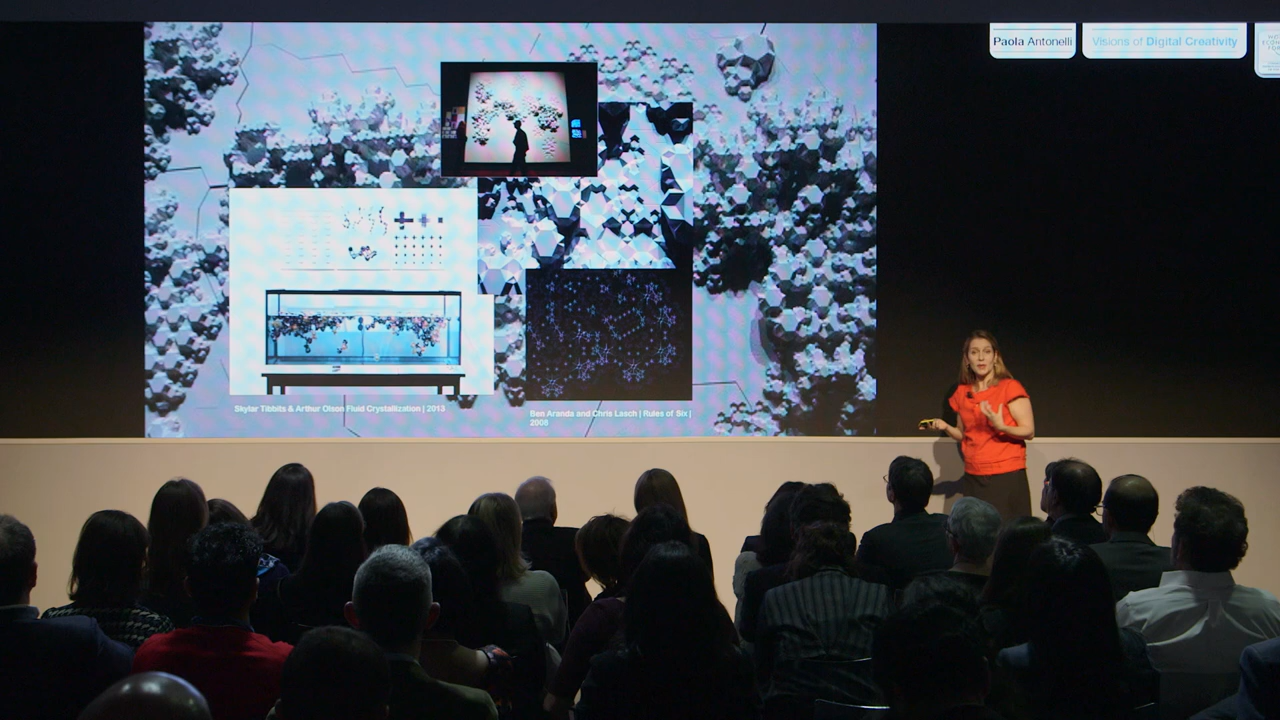 Paola Antonelli
Visions of Digital Creativity
Skylar Tibbits & Arthur Olson Fluid Crystallization | 2013
Ben Aranda and Chris Lasch | Rules of Six |
2008